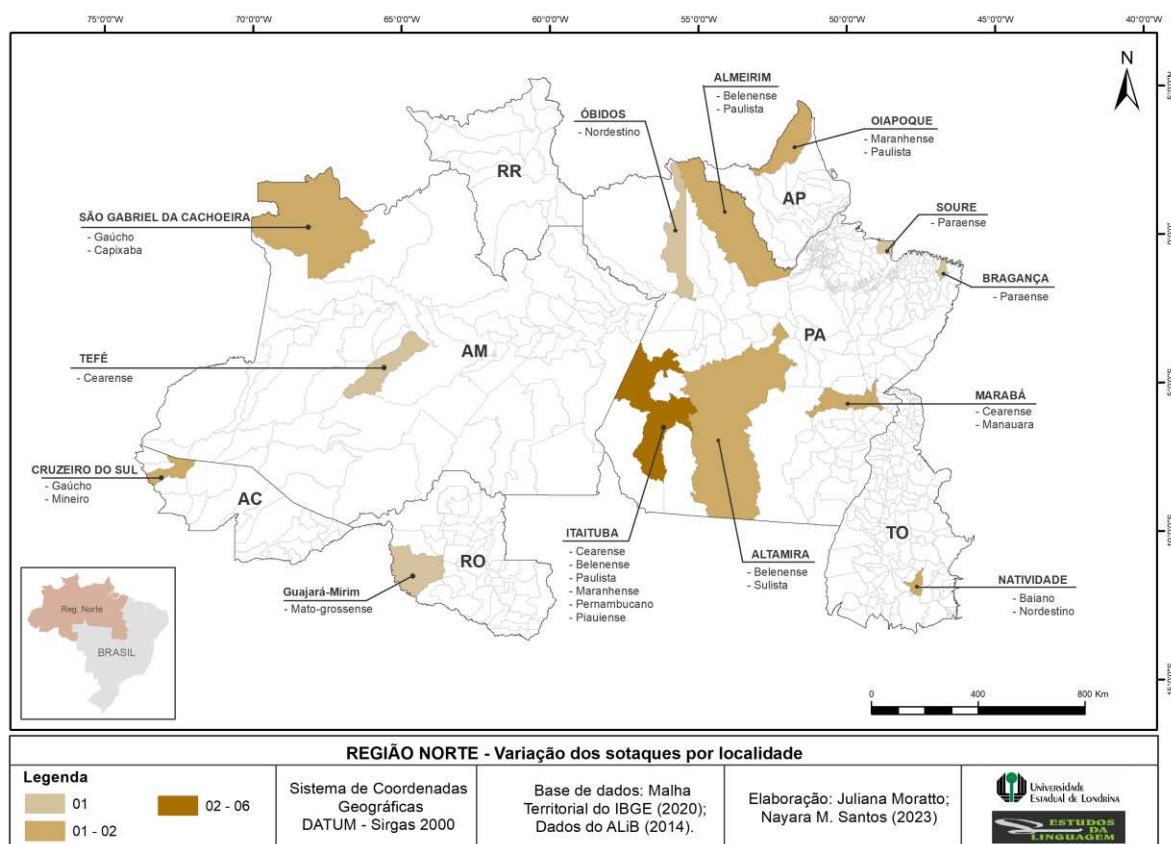 75°0'0"W 70°0'0"W 65°0'0"W 60°0'0"W 55°0'0"W 50°0'0"W 45°0'0"W 40°0'0"W
N
ALMEIRIM
- Belenense
- Paulista
ÓBIDOS
- Nordestino
OIAPOQUE
- Maranhense
- Paulista
RR
AP
SÃO GABRIEL DA CACHOEIRA
- Gaúcho
- Capixaba
SOURE
- Paraense
0°0'0"
BRAGANÇA
- Paraense
PA
AM
TEFÉ
- Cearense
MARABÁ
- Cearense
- Manauara
CRUZEIRO DO SUL
- Gaúcho
- Mineiro
AC
ITAITUBA
- Cearense
- Belenense
- Paulista
- Maranhense
- Pernambucano
- Piauiense
ALTAMIRA
- Belenense
- Sulista
TO
RO
Guajará-Mirim
- Mato-grossense
NATIVIDADE
- Baiano
- Nordestino
Reg. Norte
BRASIL
0 400 800 Km
REGIÃO NORTE - Variação dos sotaques por localidade
Legenda
01
01 - 02
02 - 06
Sistema de Coordenadas
Geográficas
DATUM - Sirgas 2000
Base de dados: Malha
Territorial do IBGE (2020);
Dados do ALiB (2014).
Elaboração: Juliana Moratto;
Nayara M. Santos (2023)
Universidade
Estadual de Londrina
ESTUDOS
DA
LINGUAGEM